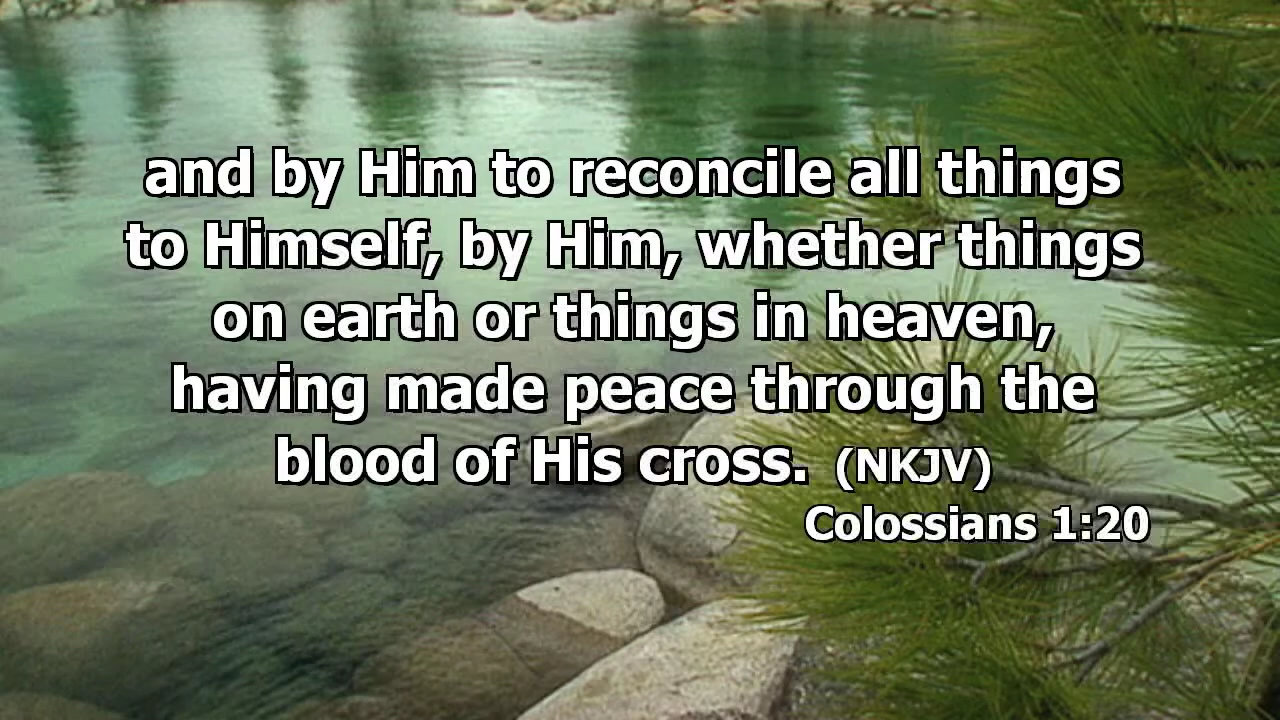 and by Him to reconcile all things
to Himself, by Him, whether things
on earth or things in heaven,
having made peace through the
blood of His cross. (NKJV)
Colossians 1:20